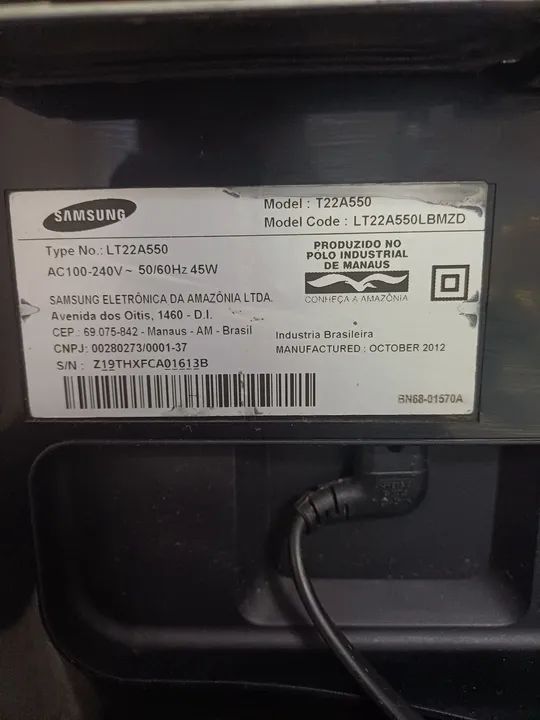 SAMSUNG
Model : T22A550
Model Code : LT22A550LBMZD
Type No.: LT22A550
AC100-240V ~ 50/60Hz 45W
PRODUZIDO NO
PÓLO INDUSTRIAL
DE MANAUS
CONHEÇA A AMAZÔNIA
SAMSUNG ELETRÔNICA DA AMAZÔNIA LTDA.
Avenida dos Oitis, 1460 - D.I.
CEP.: 69.075-842 - Manaus - AM - Brasil
CNPJ: 00280273/0001-37
Industria Brasileira
MANUFACTURED : OCTOBER 2012
S/N : Z19THXFCA01613B
BN68-01570A